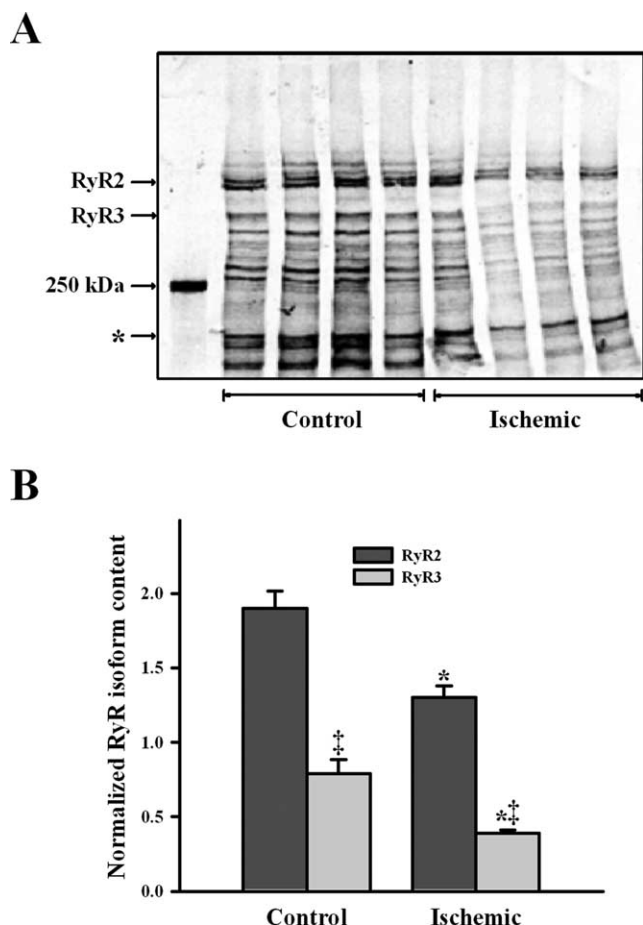 A
RyR2
RyR3
250 kDa
*
Control Ischemic
B
Normalized RyR isoform content
RyR2
RyR3
2.0
1.5
1.0
0.5
0.0
*
‡
*‡
Control Ischemic